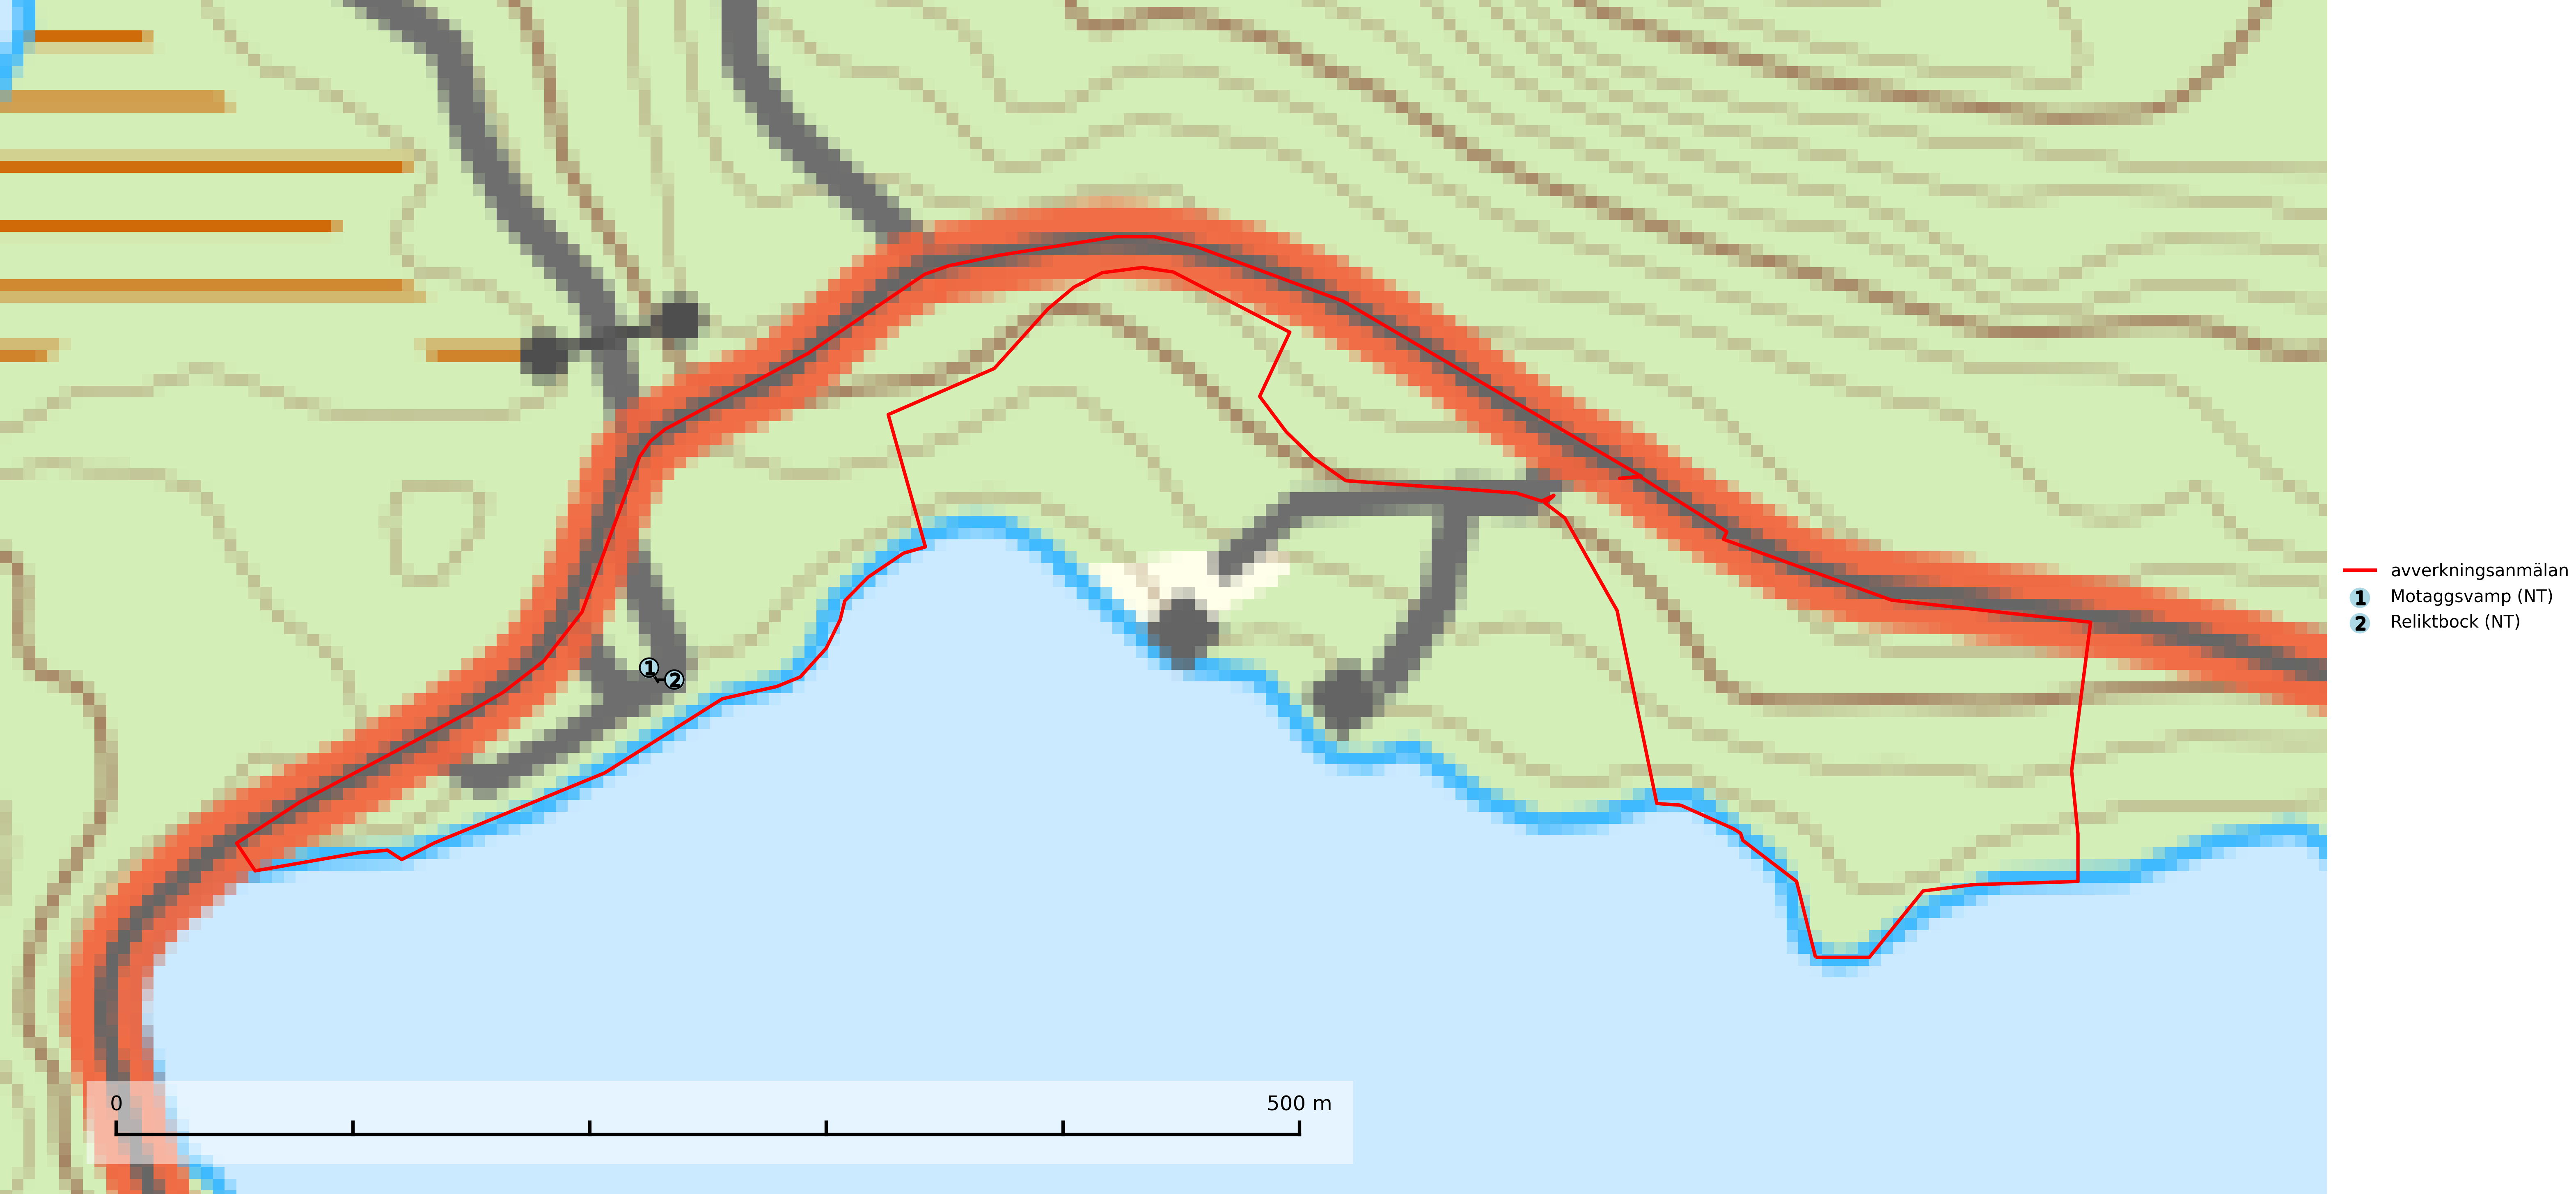 avverkningsanmälan
1 Motaggsvamp (NT)
2 Reliktbock (NT)
1
2
0 500 m